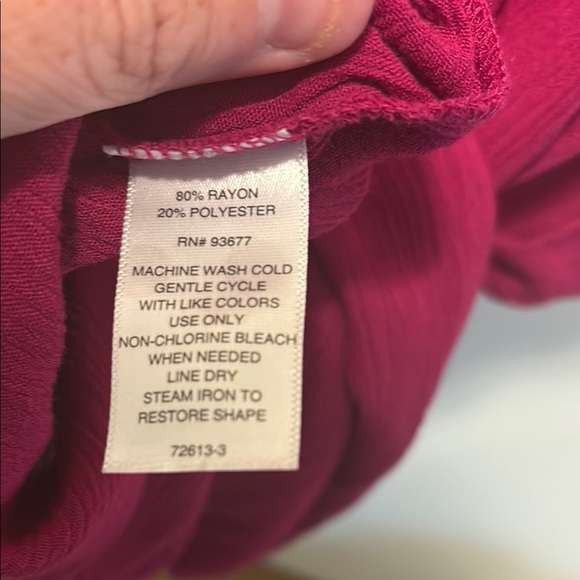 80% RAYON
20% POLYESTER
RN# 93677
MACHINE WASH COLD
GENTLE CYCLE
WITH LIKE COLORS
USE ONLY
NON-CHLORINE BLEACH
WHEN NEEDED
LINE DRY
STEAM IRON TO
RESTORE SHAPE
72613-3